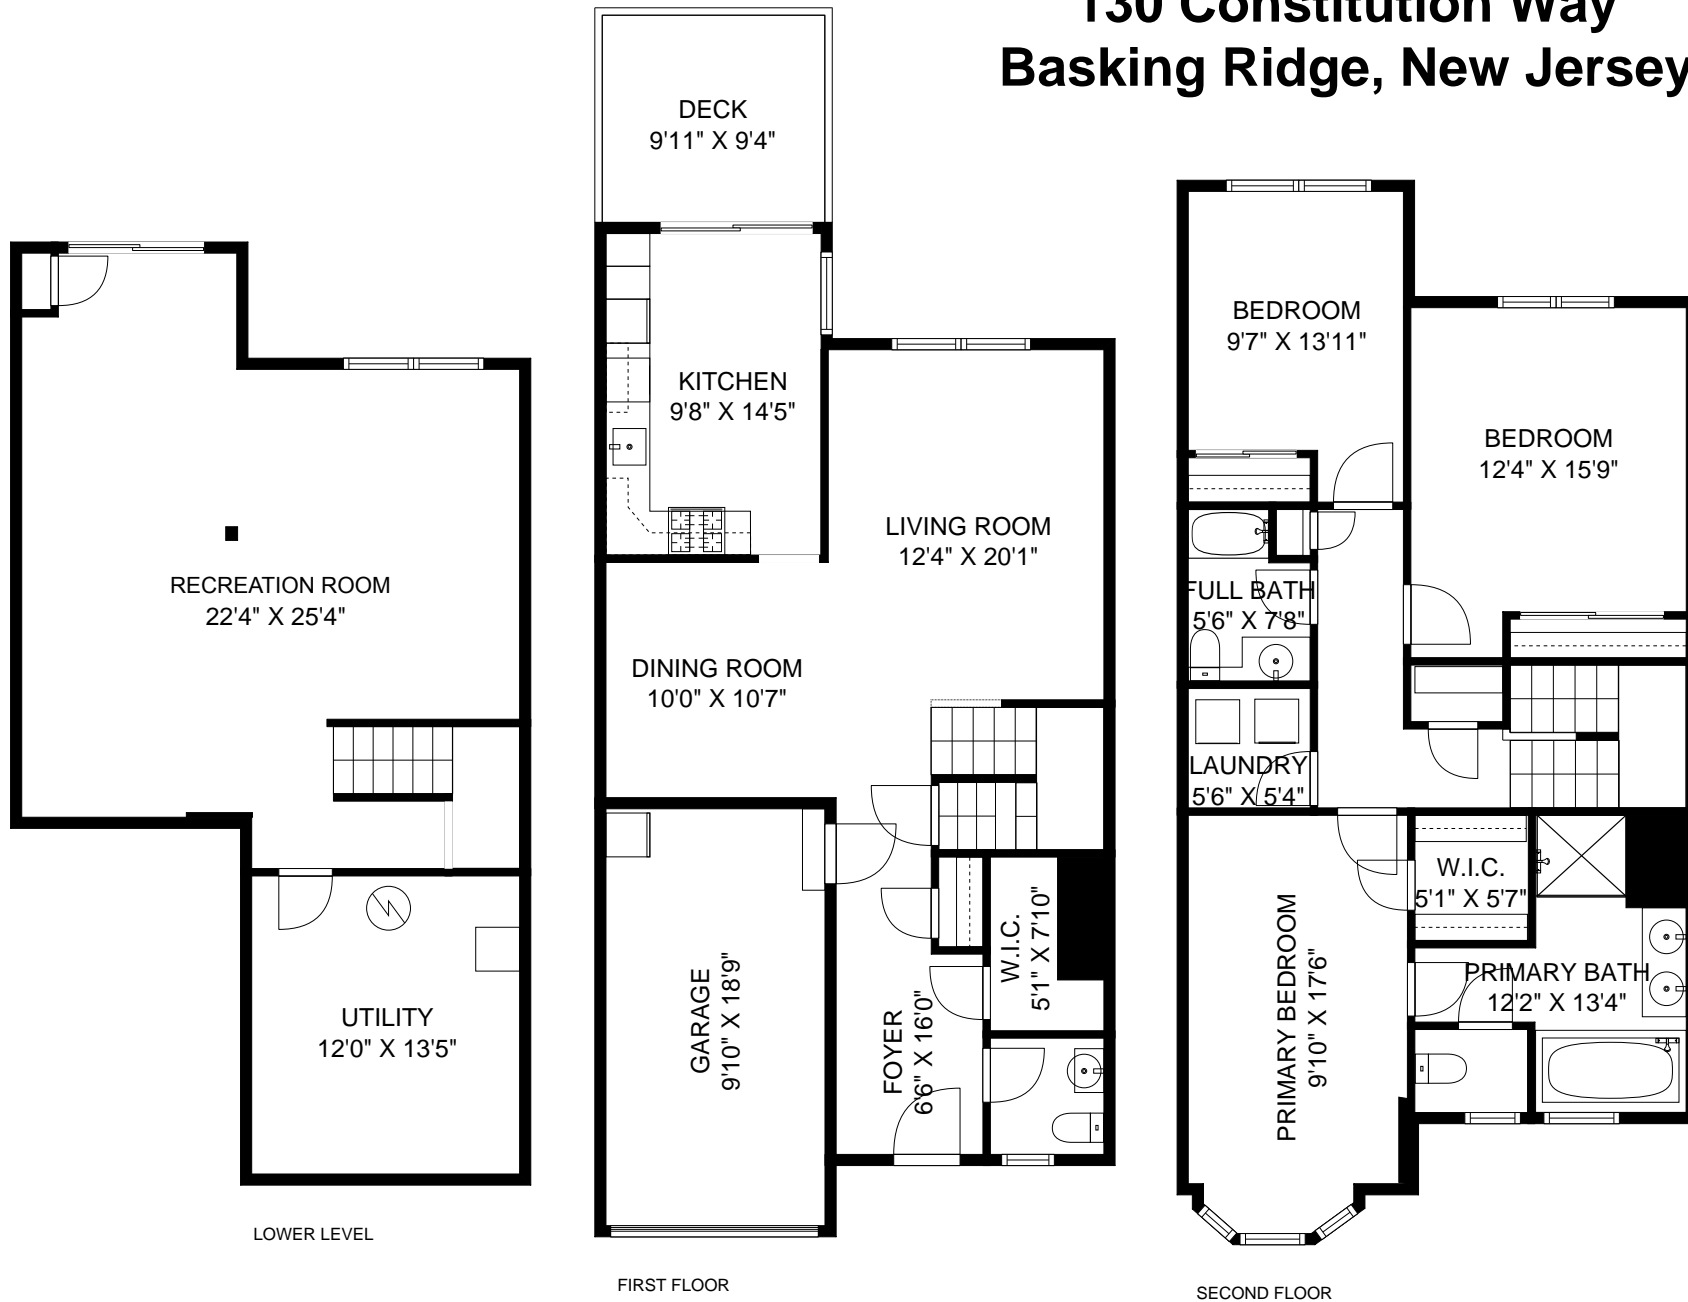 130 Constitution Way
Basking Ridge, New Jersey
DECK
9'11" X 9'4"
KITCHEN
9'8" X 14'5"
LIVING ROOM
12'4" X 20'1"
DINING ROOM
10'0" X 10'7"
RECREATION ROOM
22'4" X 25'4"
UTILITY
12'0" X 13'5"
LOWER LEVEL
GARAGE
9'10" X 18'9"
FOYER
6'6" X 16'0"
W.I.C.
5'1" X 7'10"
FIRST FLOOR
BEDROOM
9'7" X 13'11"
BEDROOM
12'4" X 15'9"
FULL BATH
5'6" X 7'8"
LAUNDRY
5'6" X 5'4"
W.I.C.
5'1" X 5'7"
PRIMARY BEDROOM
9'10" X 17'6"
PRIMARY BATH
12'2" X 13'4"
SECOND FLOOR